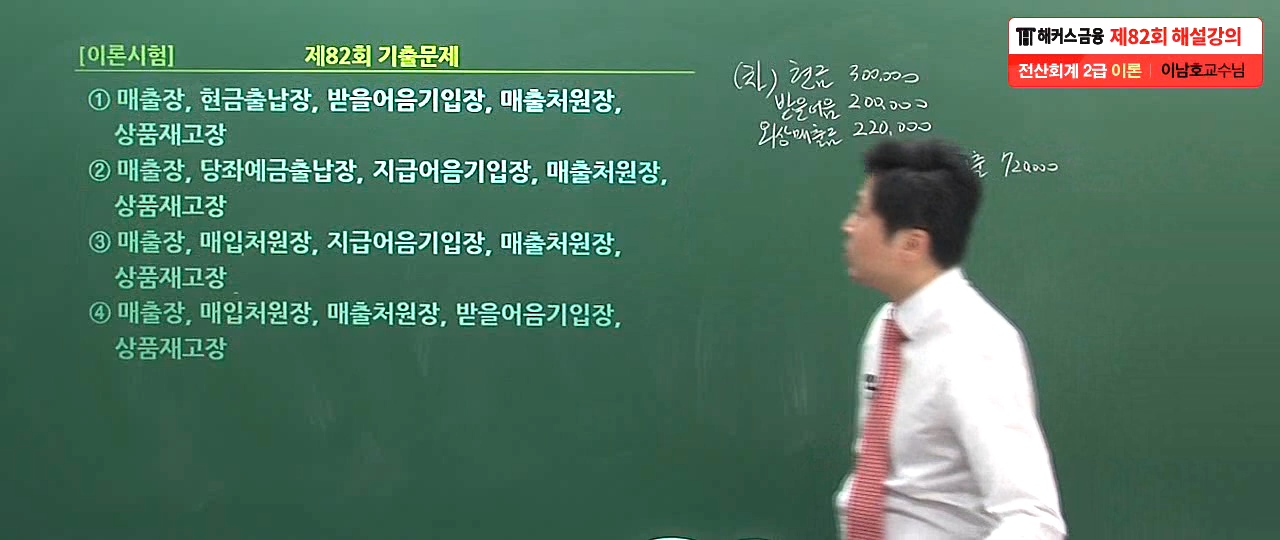 [이론시험] 제82회 기출문제
① 매출장, 현금출납장, 받을어음기입장, 매출처원장,
상품재고장
② 매출장, 당좌예금출납장, 지급어음기입장, 매출처원장,
상품재고장
③ 매출장, 매입처원장, 지급어음기입장, 매출처원장,
상품재고장
④ 매출장, 매입처원장, 매출처원장, 받을어음기입장,
상품재고장
(차) 현금 300,000
받을어음 200,000
외상매출금 220,000
출 720,000
해커스금융 제82회 해설강의
전산회계 2급 이론 | 이남호교수님